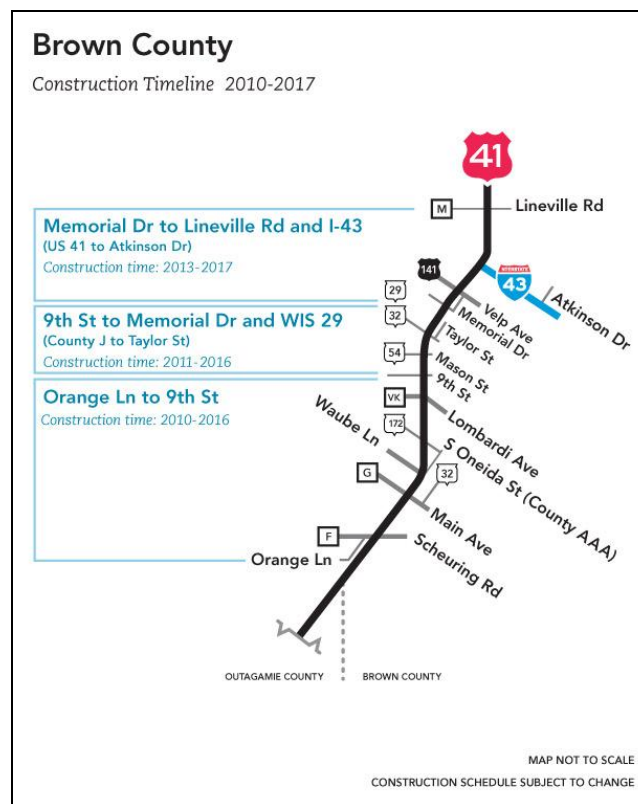 Brown County
Construction Timeline 2010-2017
41
M
Lineville Rd
Memorial Dr to Lineville Rd and I-43
(US 41 to Atkinson Dr)
Construction time: 2013-2017
141
INTERSTATE
43
Atkinson Dr
29
Velp Ave
Memorial Dr
32
Taylor St
9th St to Memorial Dr and WIS 29
(County J to Taylor St)
Construction time: 2011-2016
54
Mason St
9th St
Orange Ln to 9th St
Construction time: 2010-2016
VK
Lombardi Ave
172
Waube Ln
S Oneida St (County AAA)
G
32
Main Ave
F
Scheuring Rd
Orange Ln
OUTAGAMIE COUNTY
BROWN COUNTY
MAP NOT TO SCALE
CONSTRUCTION SCHEDULE SUBJECT TO CHANGE